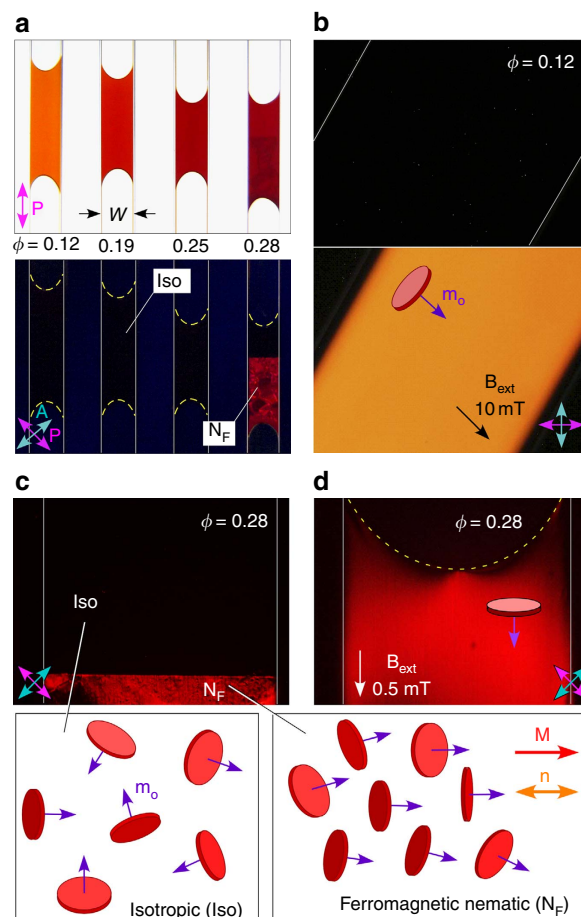 a
P
W
ϕ = 0.12 0.19 0.25 0.28
Iso
A
P
N_F
b
ϕ = 0.12
m_o
B_ext
10 mT
c
ϕ = 0.28
Iso
N_F
d
ϕ = 0.28
B_ext
0.5 mT
m_o
Isotropic (Iso)
M
n
Ferromagnetic nematic (N_F)